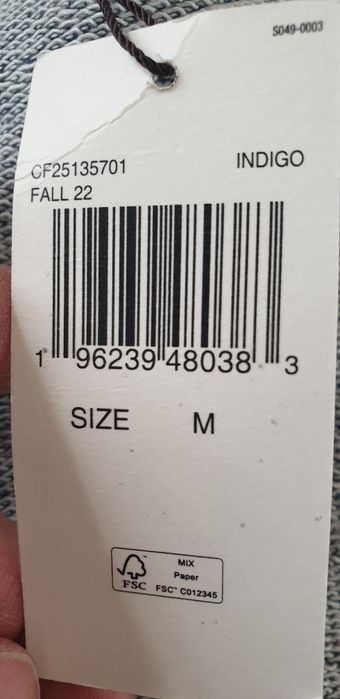 S049-0003
CF25135701 INDIGO
FALL 22
1 96239 48038 3
SIZE M
MIX
Paper
FSC FSC™ C012345